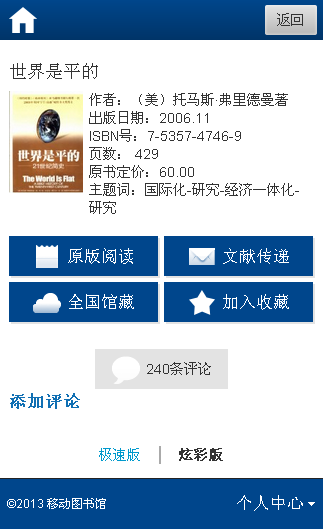 返回
世界是平的
世界是平的
21世纪简史
The World Is Flat
作者：（美）托马斯·弗里德曼著
出版日期：2006.11
ISBN号：7-5357-4746-9
页数： 429
原书定价：60.00
主题词：国际化-研究-经济一体化-
研究
原版阅读
文献传递
全国馆藏
加入收藏
240条评论
添加评论
极速版 | 炫彩版
©2013 移动图书馆
个人中心